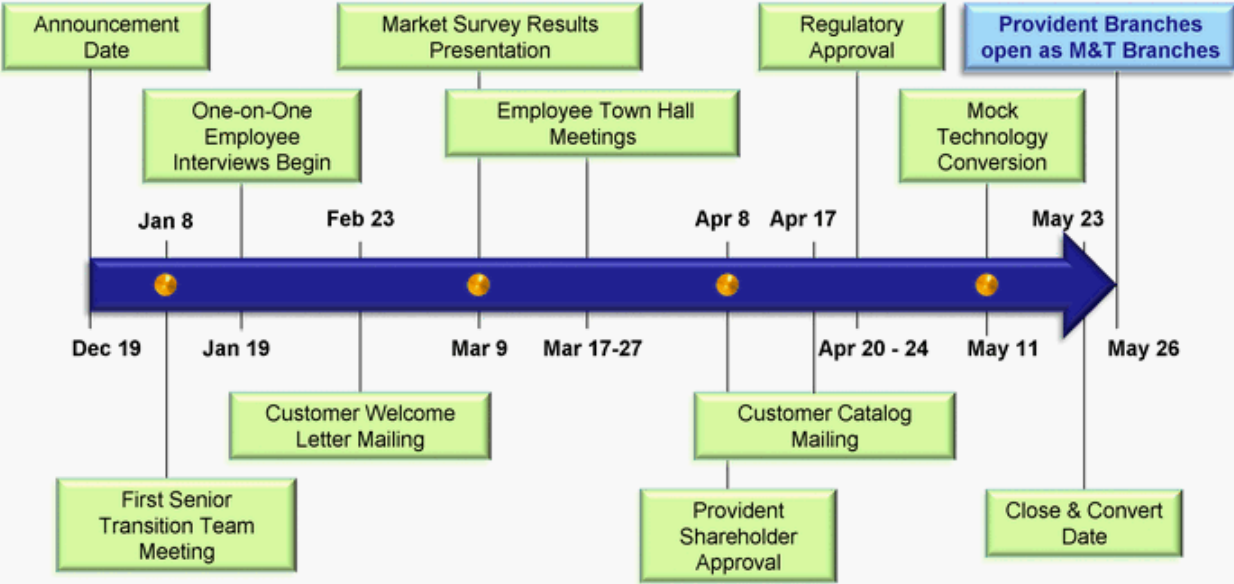 Announcement
Date
Market Survey Results
Presentation
Regulatory
Approval
Provident Branches
open as M&T Branches
One-on-One
Employee
Interviews Begin
Employee Town Hall
Meetings
Mock
Technology
Conversion
Jan 8
Feb 23
Apr 8
Apr 17
May 23
Dec 19
Jan 19
Mar 9
Mar 17-27
Apr 20 - 24
May 11
May 26
Customer Welcome
Letter Mailing
Customer Catalog
Mailing
First Senior
Transition Team
Meeting
Provident
Shareholder
Approval
Close & Convert
Date